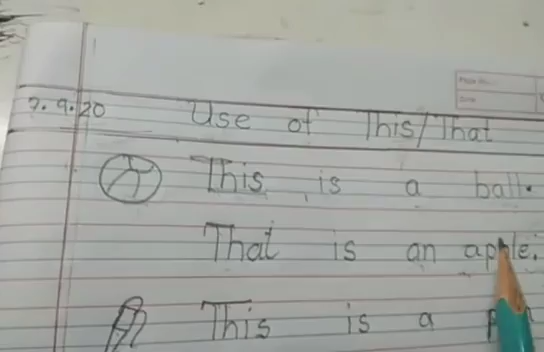 7.9.20 Use of This/That
This is a ball.
That is an apple.
This is a